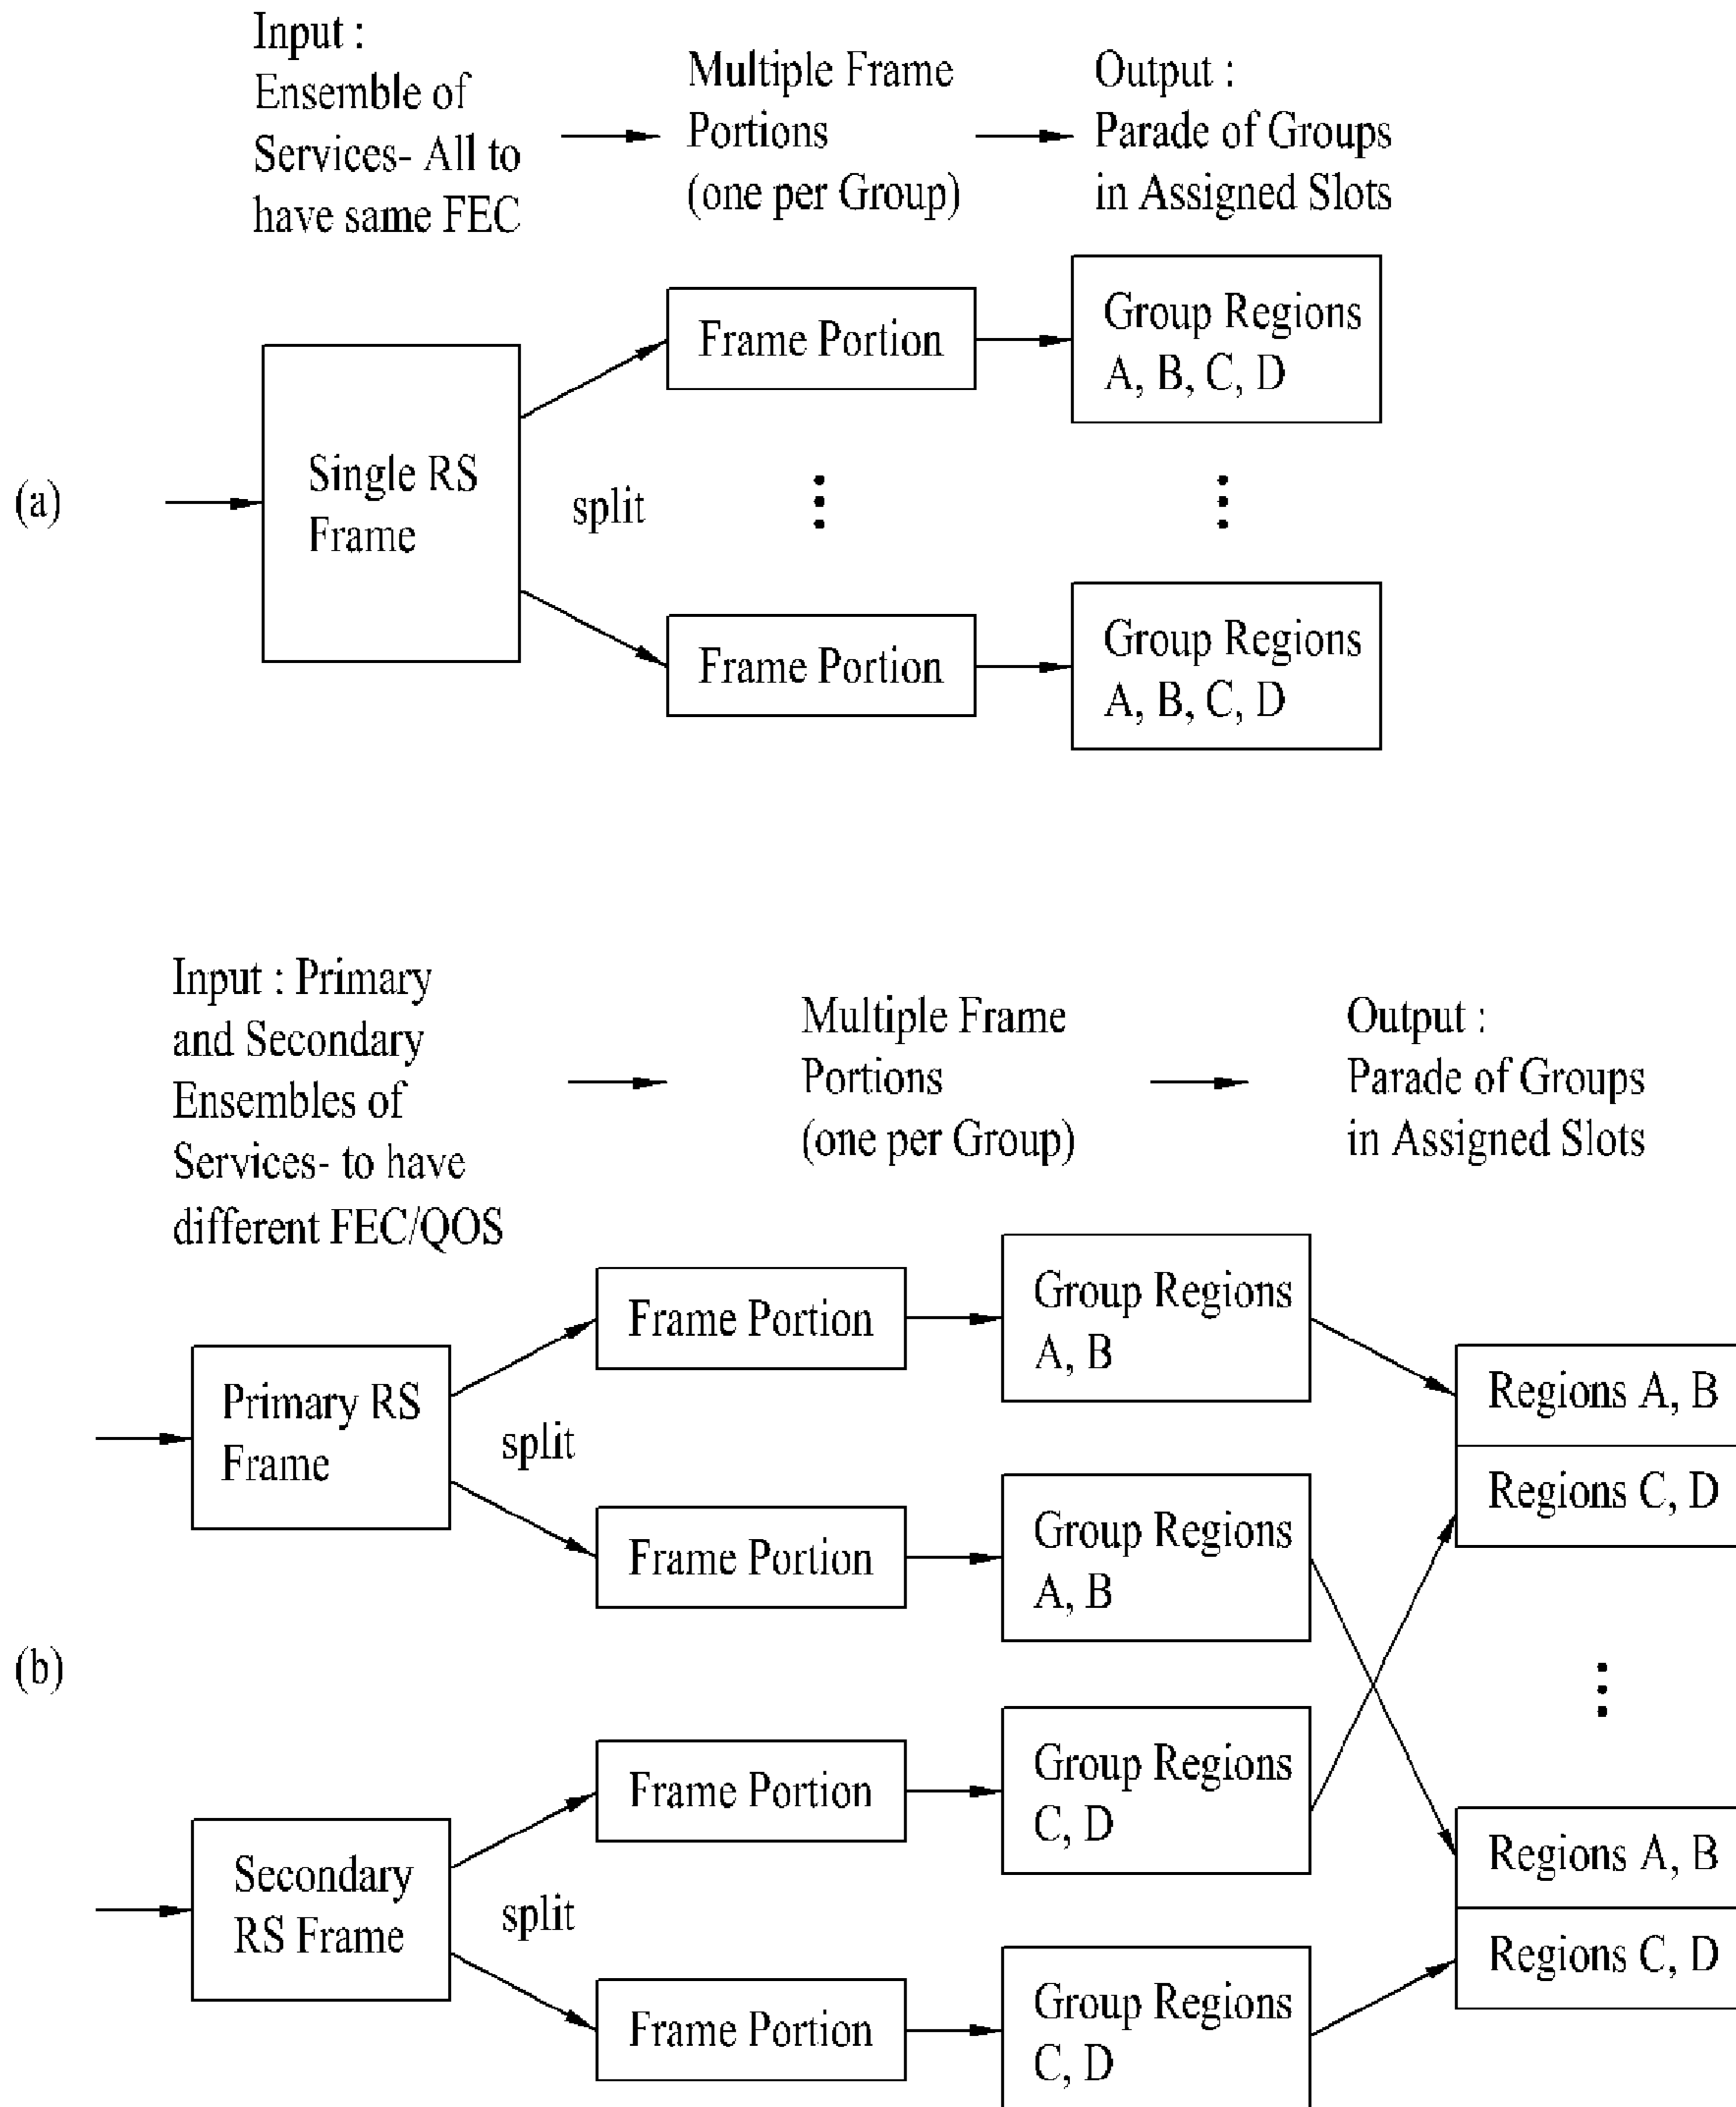 Input :
Ensemble of
Services- All to
have same FEC
Multiple Frame
Portions
(one per Group)
Output :
Parade of Groups
in Assigned Slots
(a)
Single RS
Frame
split
Frame Portion
Group Regions
A, B, C, D
Frame Portion
Group Regions
A, B, C, D
Input : Primary
and Secondary
Ensembles of
Services- to have
different FEC/QOS
Multiple Frame
Portions
(one per Group)
Output :
Parade of Groups
in Assigned Slots
(b)
Primary RS
Frame
split
Frame Portion
Group Regions
A, B
Frame Portion
Group Regions
A, B
Secondary
RS Frame
split
Frame Portion
Group Regions
C, D
Frame Portion
Group Regions
C, D
Regions A, B
Regions C, D
Regions A, B
Regions C, D